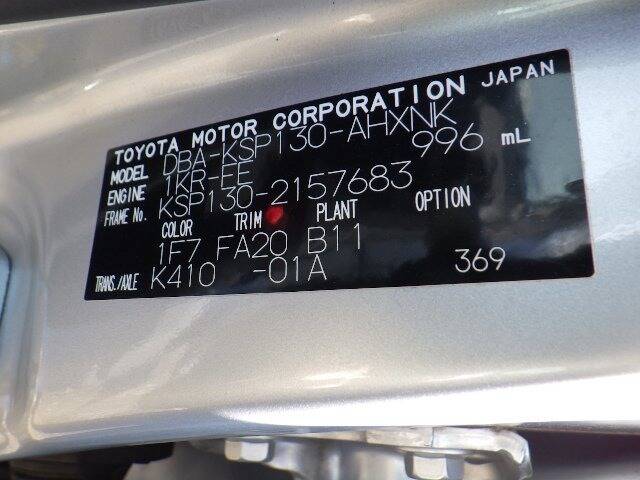 TOYOTA MOTOR CORPORATION JAPAN
MODEL DBA-KSP130-AHXNK
ENGINE 1KR-FE 996 mL
FRAME No. KSP130-2157683
COLOR TRIM PLANT OPTION
1F7 FA20 B11
TRANS./AXLE K410 -01A 369